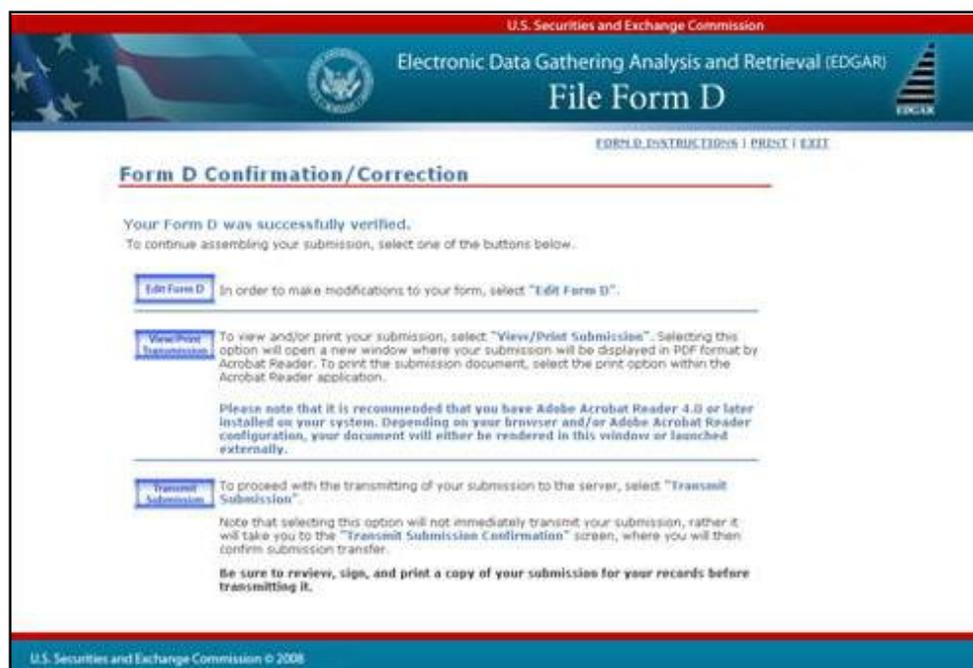 U.S. Securities and Exchange Commission
Electronic Data Gathering Analysis and Retrieval (EDGAR)
File Form D
EDGAR
FORM D INSTRUCTIONS | PRINT | EXIT
Form D Confirmation/Correction
Your Form D was successfully verified.
To continue assembling your submission, select one of the buttons below.
Edit Form D
In order to make modifications to your form, select "Edit Form D".
View/Print
Transmission
To view and/or print your submission, select "View/Print Submission". Selecting this
option will open a new window where your submission will be displayed in PDF format by
Acrobat Reader. To print the submission document, select the print option within the
Acrobat Reader application.
Please note that it is recommended that you have Adobe Acrobat Reader 4.0 or later
installed on your system. Depending on your browser and/or Adobe Acrobat Reader
configuration, your document will either be rendered in this window or launched
externally.
Transmit
Submission
To proceed with the transmitting of your submission to the server, select "Transmit
Submission".
Note that selecting this option will not immediately transmit your submission, rather it
will take you to the "Transmit Submission Confirmation" screen, where you will then
confirm submission transfer.
Be sure to review, sign, and print a copy of your submission for your records before
transmitting it.
U.S. Securities and Exchange Commission © 2008